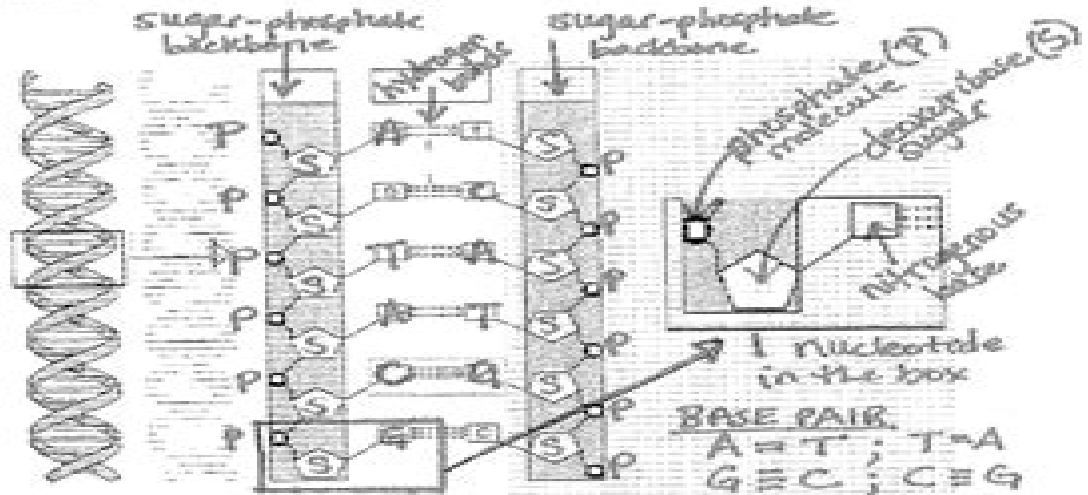 sugar-phosphate
backbone
hydrogen
bonds
sugar-phosphate
backbone
phosphate (P)
molecule
deoxyribose (S)
sugar
P
S
A
T
S
P
P
S
G
C
S
P
P
S
T
A
S
P
P
S
A
T
S
P
P
S
C
G
S
P
P
S
G
C
S
P
nitrogenous
base
1 nucleotide
in the box
BASE PAIR
A = T ; T = A
G ≡ C ; C ≡ G